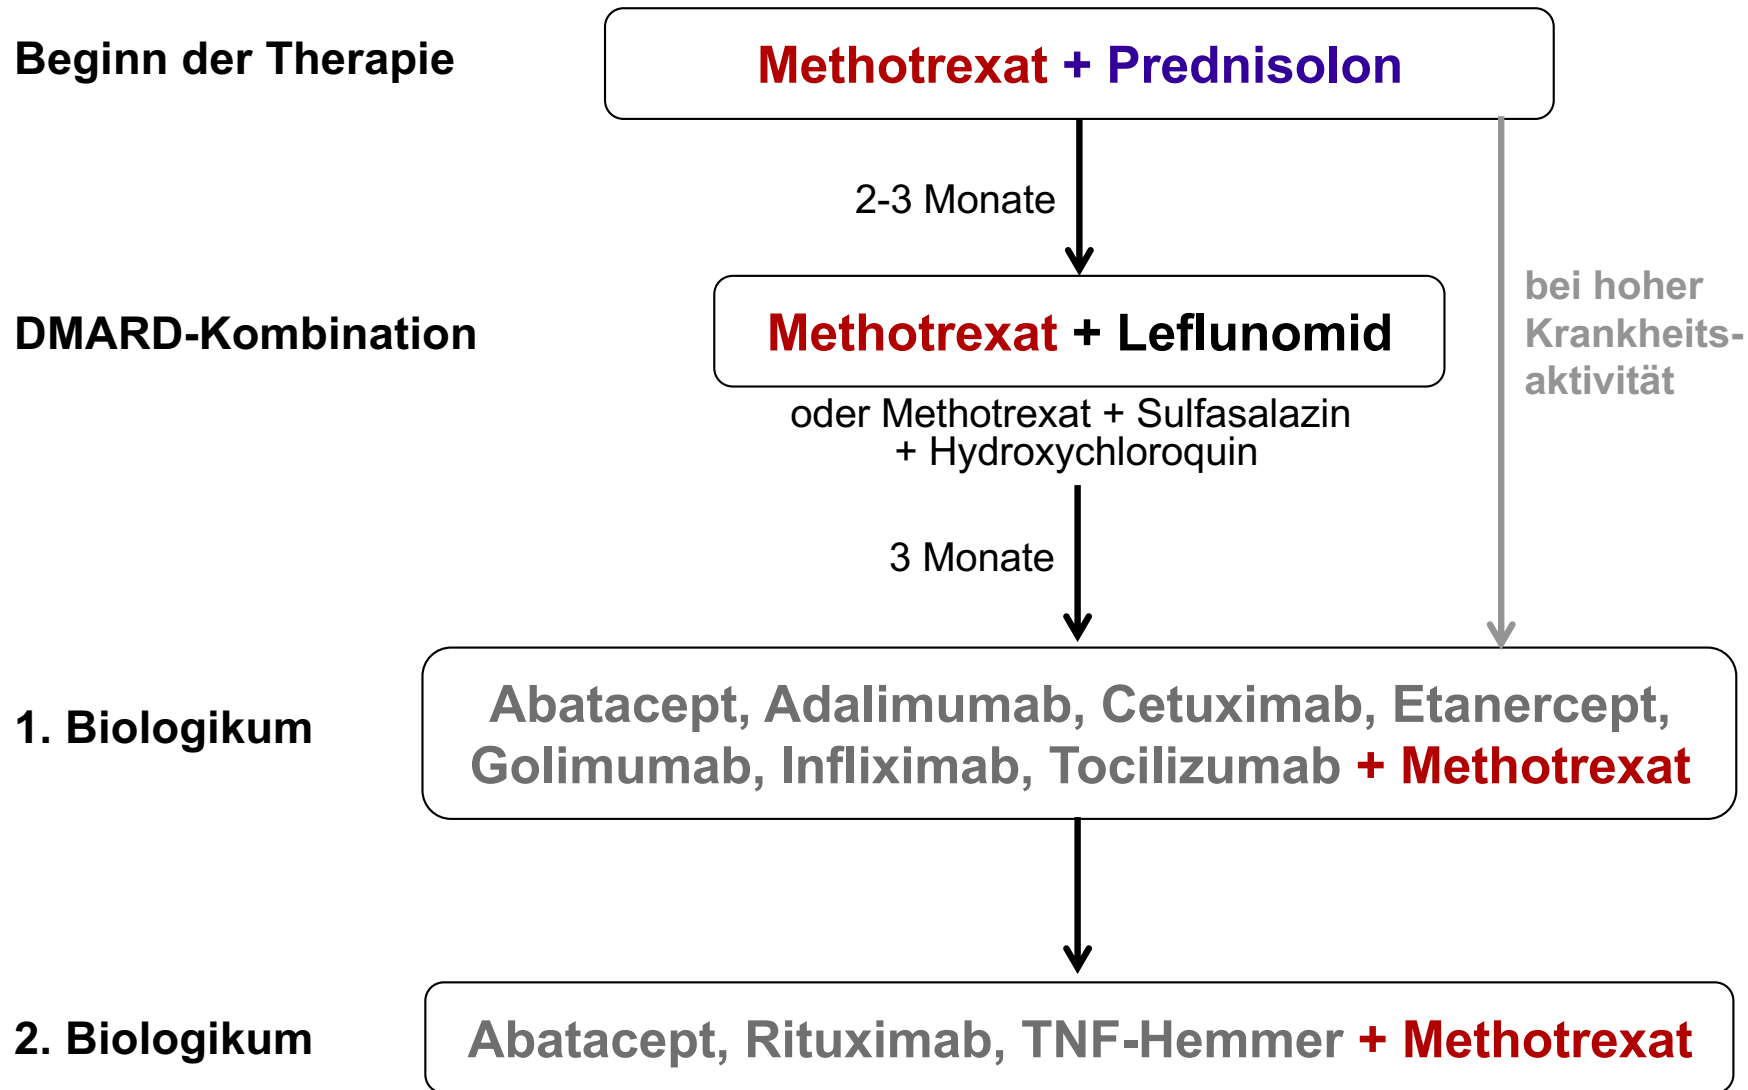 Beginn der Therapie
Methotrexat + Prednisolon
2-3 Monate
bei hoher
Krankheits-
aktivität
DMARD-Kombination
Methotrexat + Leflunomid
oder Methotrexat + Sulfasalazin
+ Hydroxychloroquin
3 Monate
1. Biologikum
Abatacept, Adalimumab, Cetuximab, Etanercept,
Golimumab, Infliximab, Tocilizumab + Methotrexat
2. Biologikum
Abatacept, Rituximab, TNF-Hemmer + Methotrexat